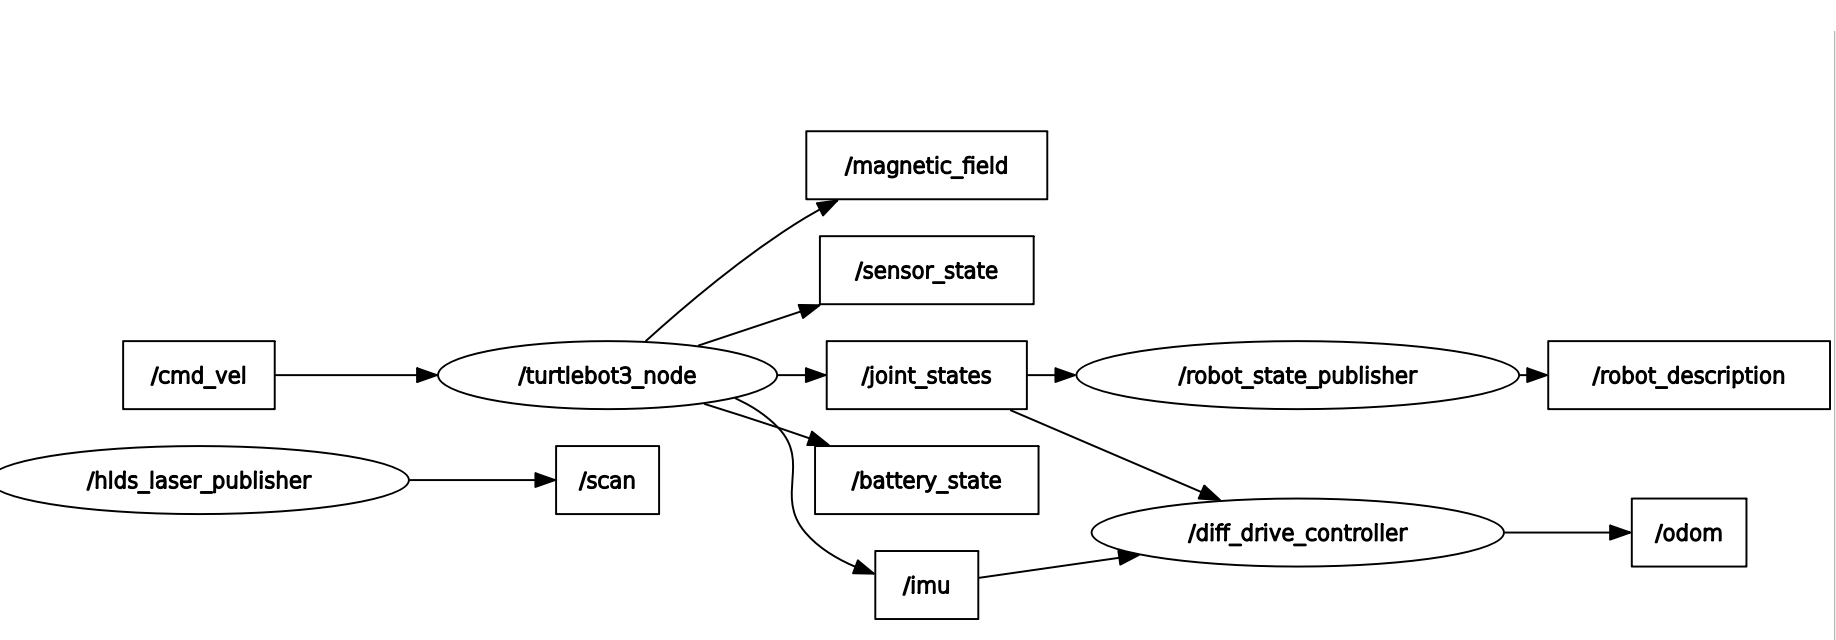 /magnetic_field
/sensor_state
/cmd_vel
/turtlebot3_node
/joint_states
/robot_state_publisher
/robot_description
/hlds_laser_publisher
/scan
/battery_state
/diff_drive_controller
/odom
/imu